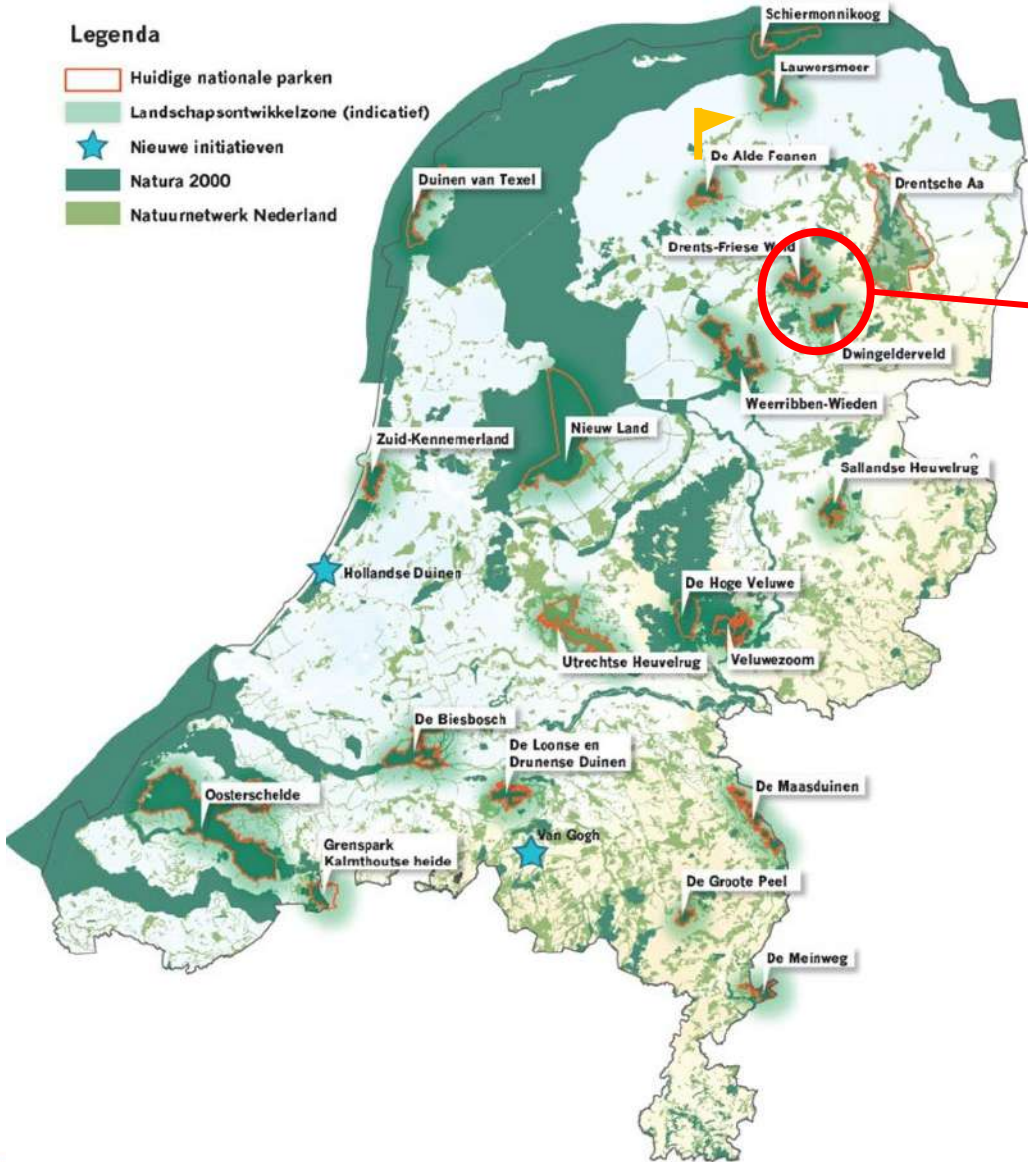 Legenda
Huidige nationale parken
Landschapsontwikkelzone (indicatief)
Nieuwe initiatieven
Natura 2000
Natuurnetwerk Nederland
Schiermonnikoog
Lauwersmeer
De Alde Feanen
Drentsche Aa
Duinen van Texel
Drents-Friese Wold
Dwingelderveld
Weerribben-Wieden
Nieuw Land
Zuid-Kennemerland
Sallandse Heuvelrug
Hollandse Duinen
De Hoge Veluwe
Utrechtse Heuvelrug
Veluwezoom
De Biesbosch
De Loonse en
Drunense Duinen
De Maasduinen
Oosterschelde
Van Gogh
Grenspark
Kalmthoutse heide
De Groote Peel
De Meinweg